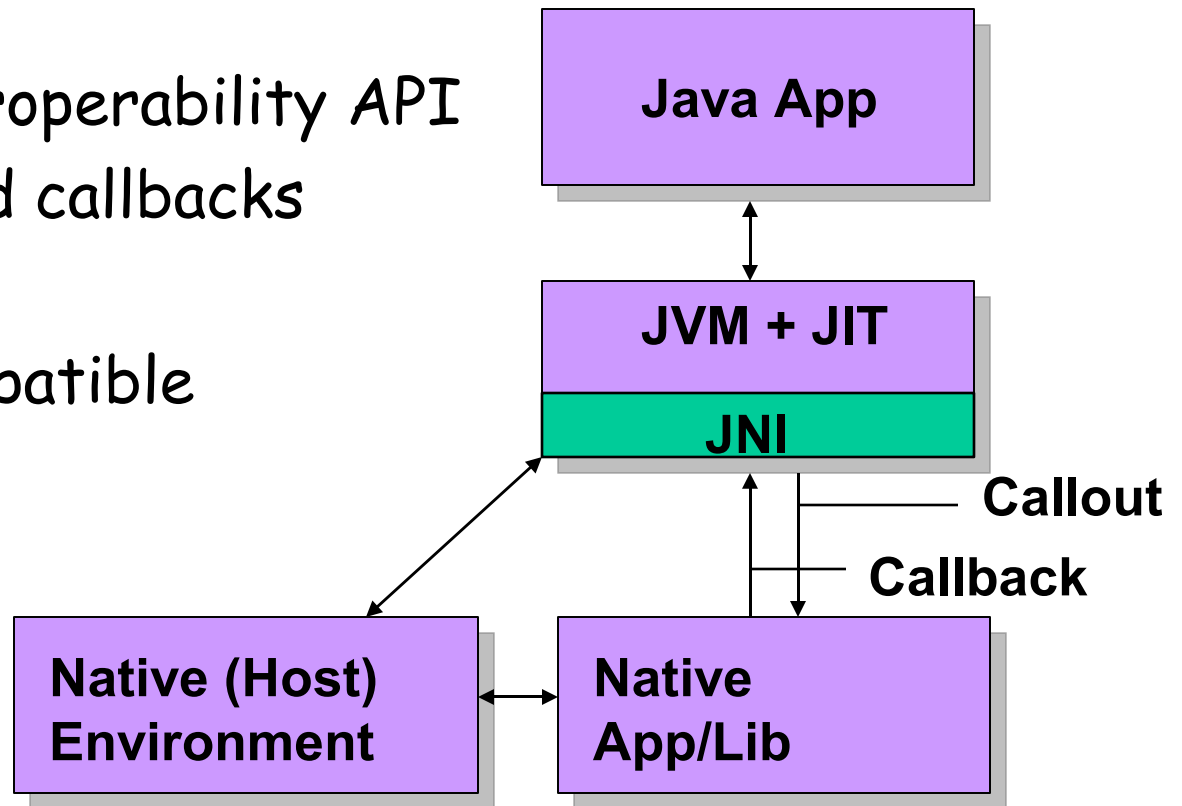 roperability API
d callbacks
patible
Java App
JVM + JIT
JNI
Callout
Callback
Native (Host)
Environment
Native
App/Lib